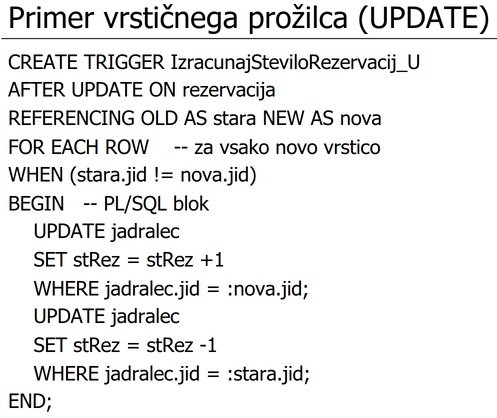 Primer vrstičnega prožilca (UPDATE)
CREATE TRIGGER IzracunajSteviloRezervacij_U
AFTER UPDATE ON rezervacija
REFERENCING OLD AS stara NEW AS nova
FOR EACH ROW -- za vsako novo vrstico
WHEN (stara.jid != nova.jid)
BEGIN -- PL/SQL blok
UPDATE jadralec
SET stRez = stRez +1
WHERE jadralec.jid = :nova.jid;
UPDATE jadralec
SET stRez = stRez -1
WHERE jadralec.jid = :stara.jid;
END;